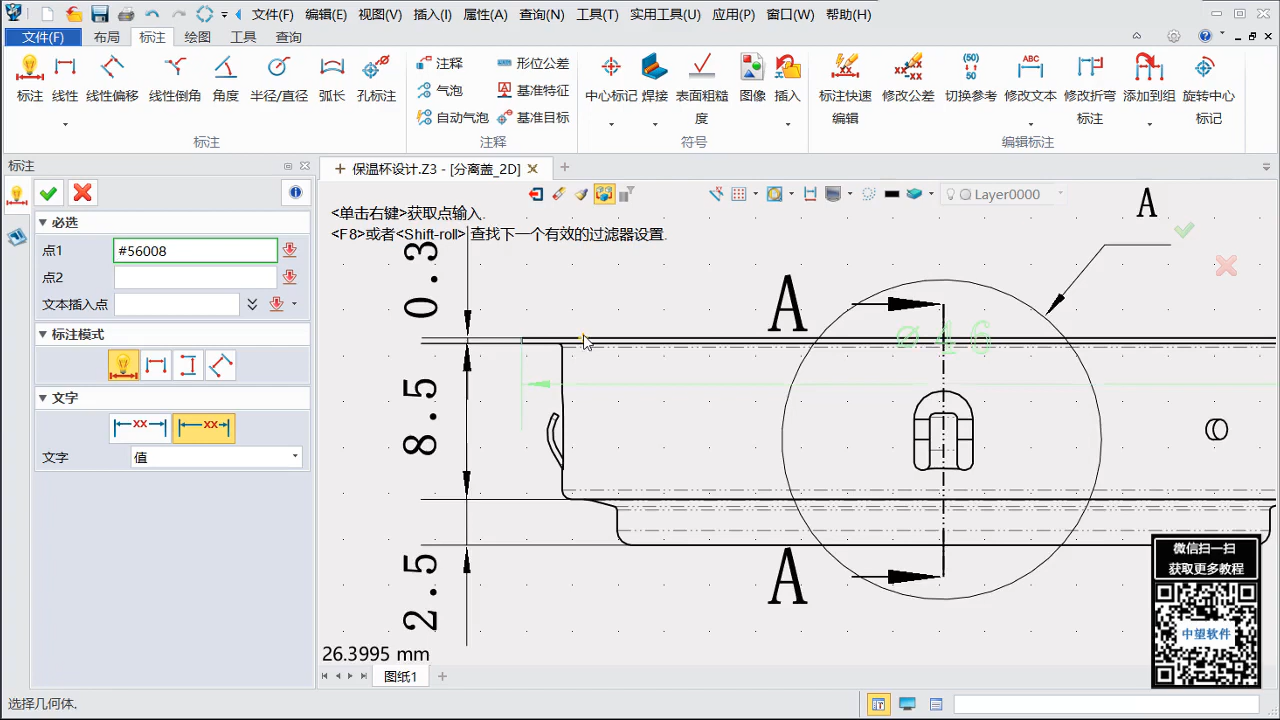 文件(F) 编辑(E) 视图(V) 插入(I) 属性(A) 查询(N) 工具(T) 实用工具(U) 应用(P) 窗口(W) 帮助(H)
文件(F) 布局 标注 绘图 工具 查询
标注 线性 线性偏移 线性倒角 角度 半径/直径 弧长 孔标注
注释 形位公差
气泡 基准特征
自动气泡 基准目标
中心标记 焊接 表面粗糙度 图像 插入
标注快速编辑 修改公差 切换参考 修改文本 修改折弯标注 添加到组 旋转中心标记
标注 注释 符号 编辑标注
标注
保温杯设计.Z3 - [分离盖_2D]
必选
点1 #56008
点2
文本插入点
标注模式
文字
文字 值
Layer0000
<单击右键>获取点输入.
<F8>或者<Shift-roll> 查找下一个有效的过滤器设置.
A
0.3
A
⌀46
8.5
A
2.5
26.3995 mm
图纸1
微信扫一扫
获取更多教程
中望软件
选择几何体.